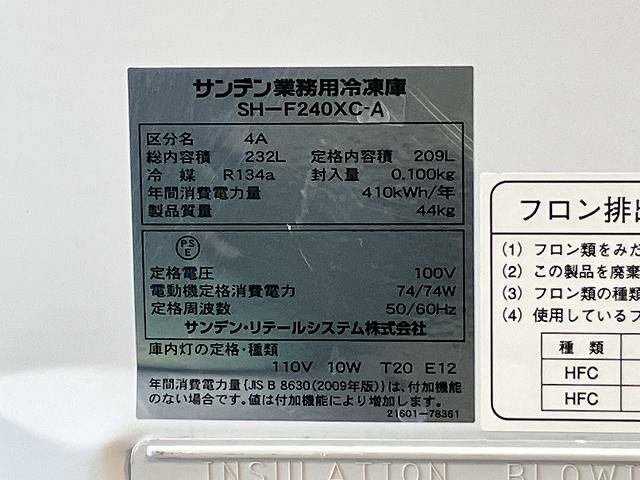 サンデン業務用冷凍庫
SH-F240XC-A
区分名 4A
総内容積 232L 定格内容積 209L
冷媒 R134a 封入量 0.100kg
年間消費電力量 410kWh/年
製品質量 44kg
PS
E
定格電圧 100V
電動機定格消費電力 74/74W
定格周波数 50/60Hz
サンデン・リテールシステム株式会社
庫内灯の定格・種類
110V 10W T20 E12
年間消費電力量{JIS B 8630(2009年版)}は、付加機能
のない場合です。値は付加機能により増加します。
21601-78361
フロン排出
(1) フロン類をみだ
(2) この製品を廃棄
(3) フロン類の種類
(4) 使用しているフ
種類
HFC
HFC
INSULATION BLOWI